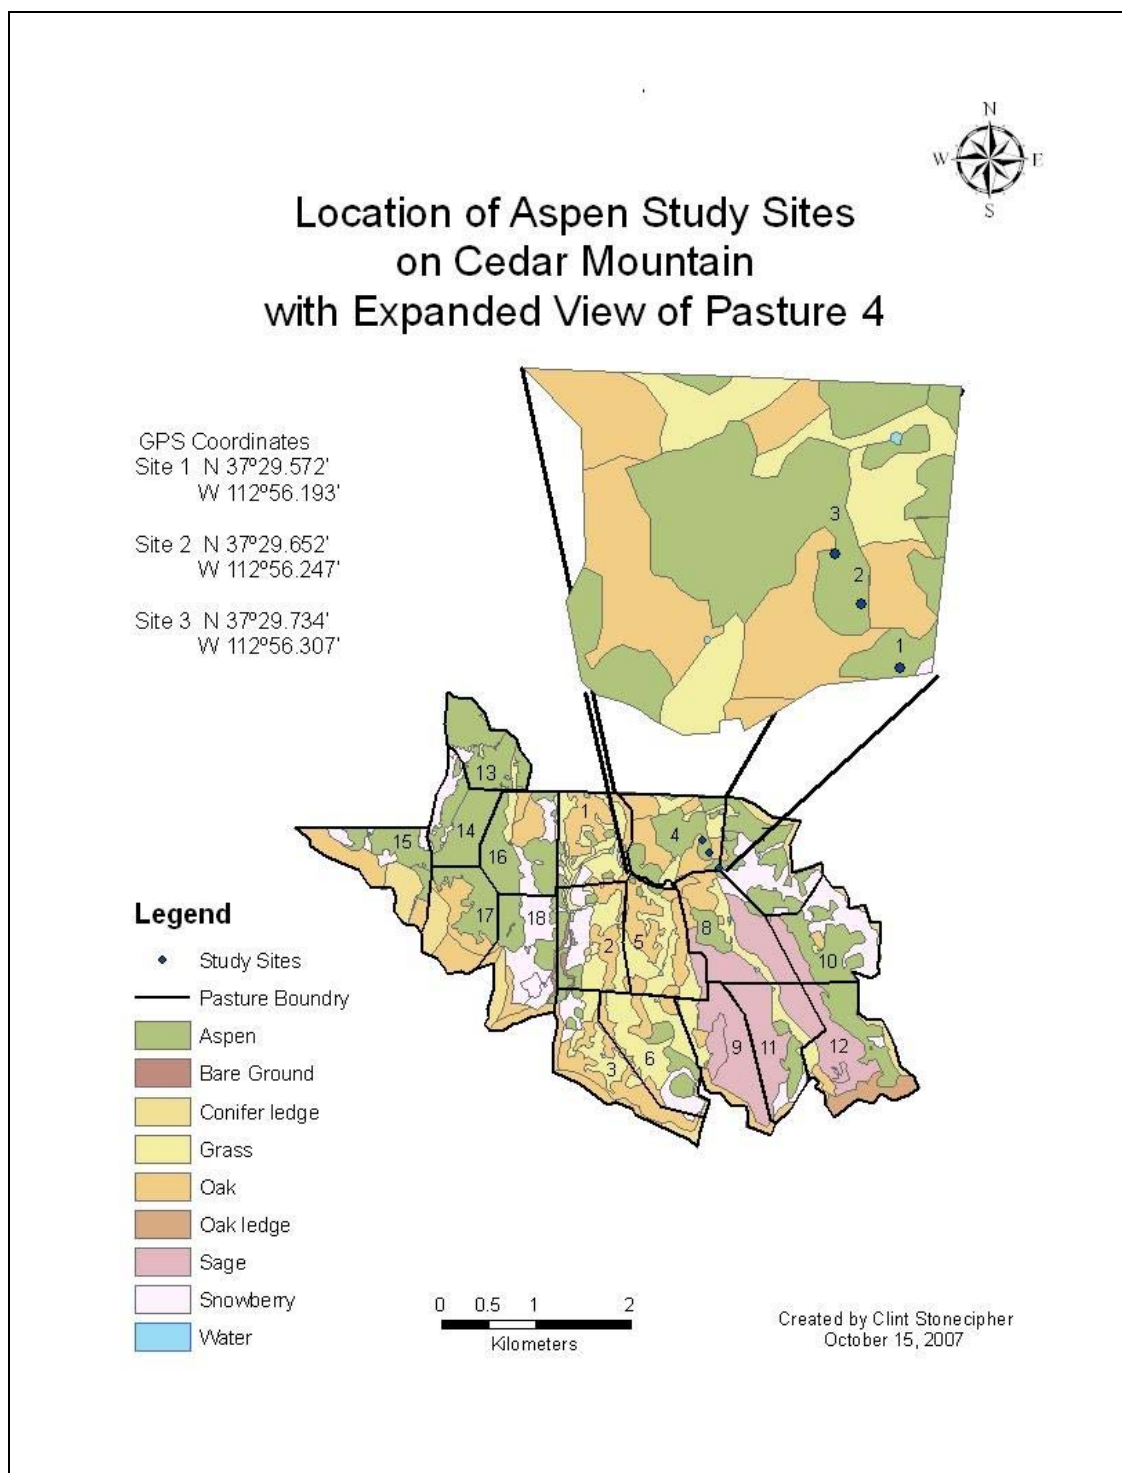 N
W E
S
Location of Aspen Study Sites
on Cedar Mountain
with Expanded View of Pasture 4
GPS Coordinates
Site 1 N 37º29.572'
W 112º56.193'
Site 2 N 37º29.652'
W 112º56.247'
Site 3 N 37º29.734'
W 112º56.307'
3
2
1
13
1
4
14
15
16
17
18
2
5
8
10
3
6
9
11
12
Legend
Study Sites
Pasture Boundry
Aspen
Bare Ground
Conifer ledge
Grass
Oak
Oak ledge
Sage
Snowberry
Water
0 0.5 1 2
Kilometers
Created by Clint Stonecipher
October 15, 2007